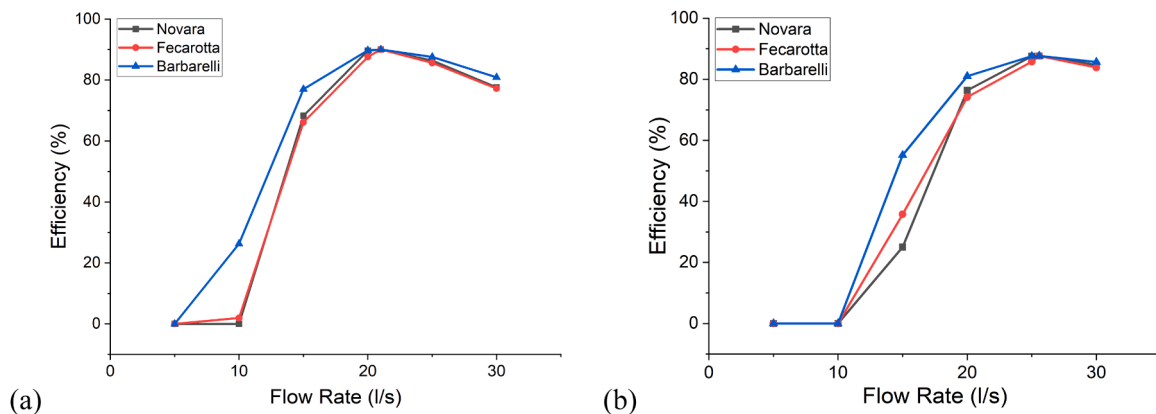 100
80
60
40
20
0
Efficiency (%)
Novara
Fecarotta
Barbarelli
0 10 20 30
Flow Rate (l/s)
(a)
100
80
60
40
20
0
Efficiency (%)
Novara
Fecarotta
Barbarelli
0 10 20 30
Flow Rate (l/s)
(b)